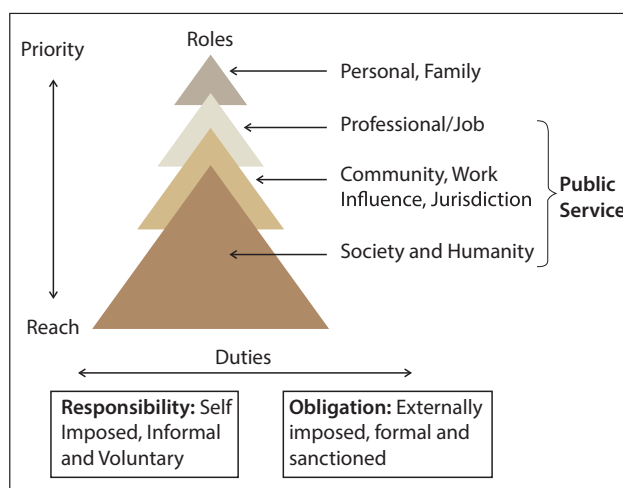 Roles
Priority
Personal, Family
Professional/Job
Community, Work
Influence, Jurisdiction
Public
Service
Society and Humanity
Reach
Duties
Responsibility: Self
Imposed, Informal
and Voluntary
Obligation: Externally
imposed, formal and
sanctioned